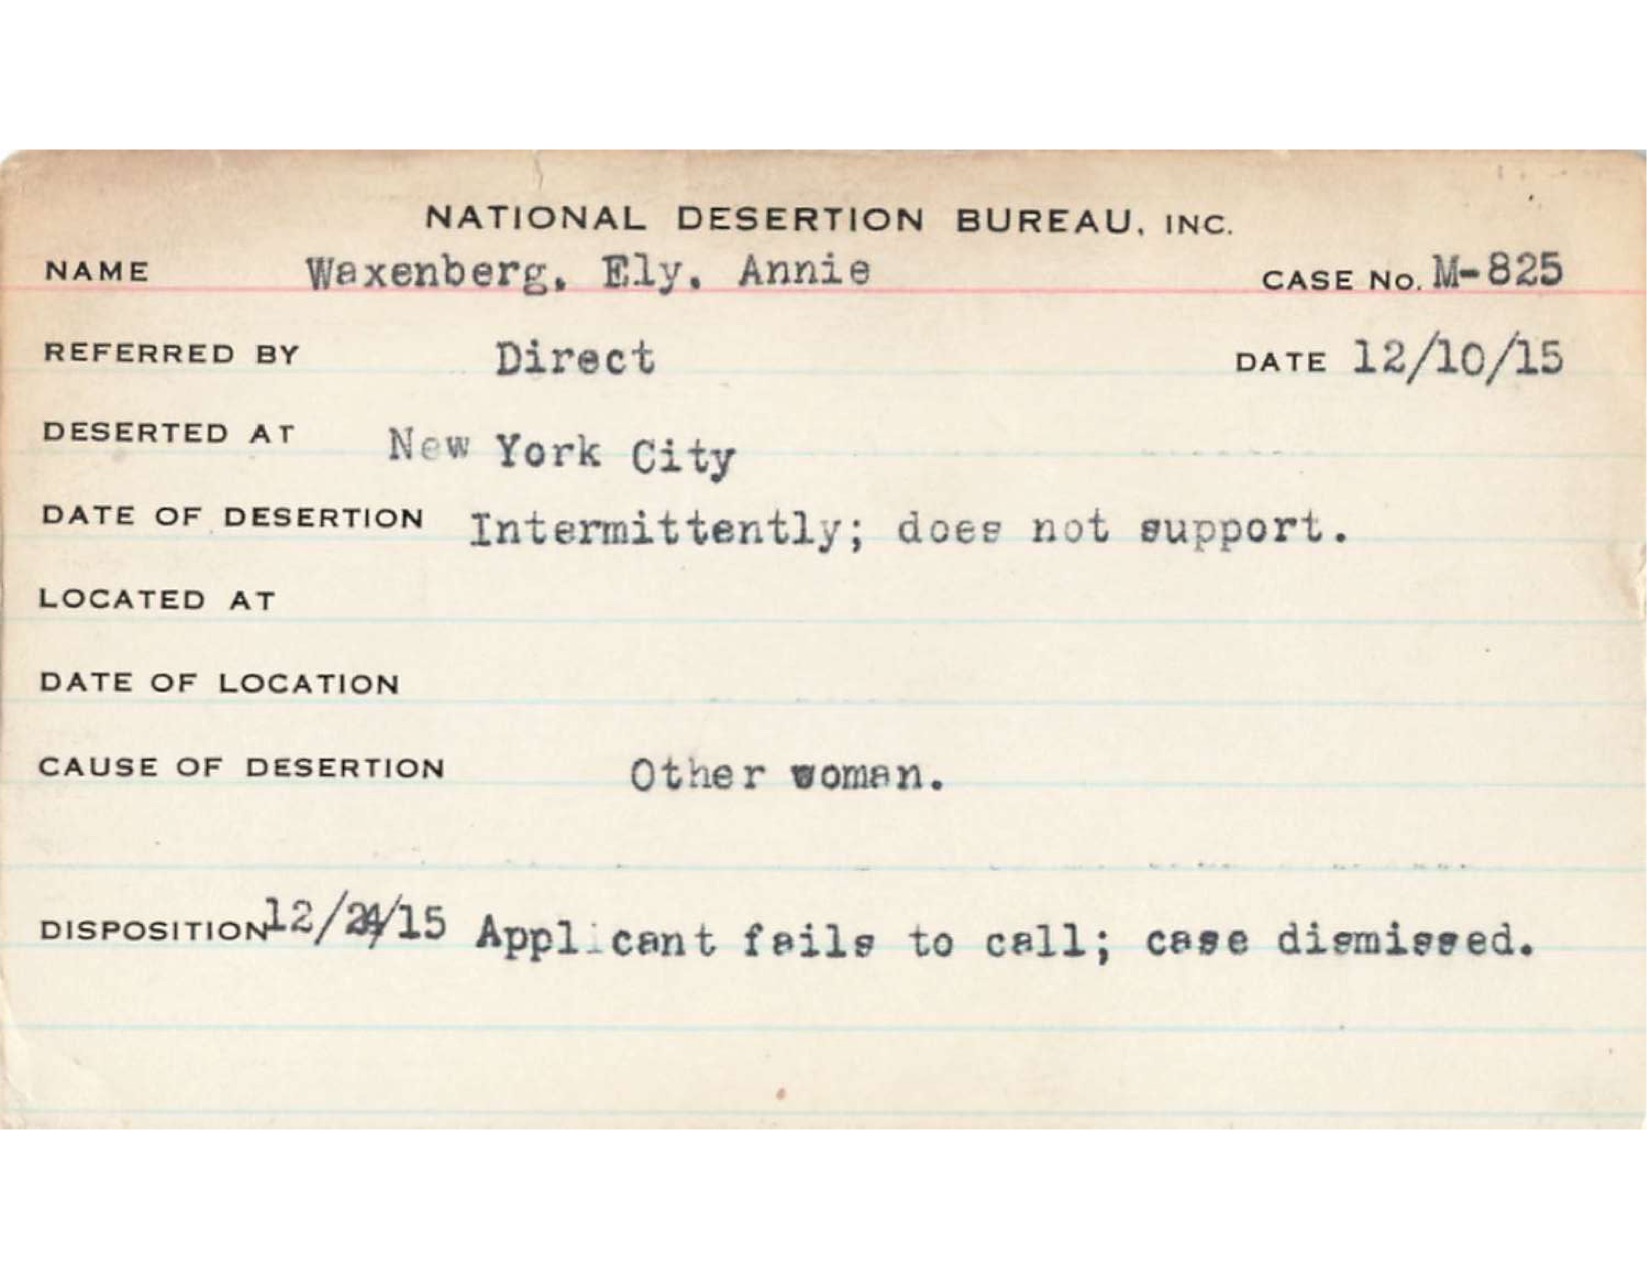 NATIONAL DESERTION BUREAU, INC.
NAME Waxenberg. Ely. Annie CASE No. M-825
REFERRED BY Direct DATE 12/10/15
DESERTED AT New York City
DATE OF DESERTION Intermittently; does not support.
LOCATED AT
DATE OF LOCATION
CAUSE OF DESERTION Other woman.
DISPOSITION 12/24/15 Applicant fails to call; case dismissed.